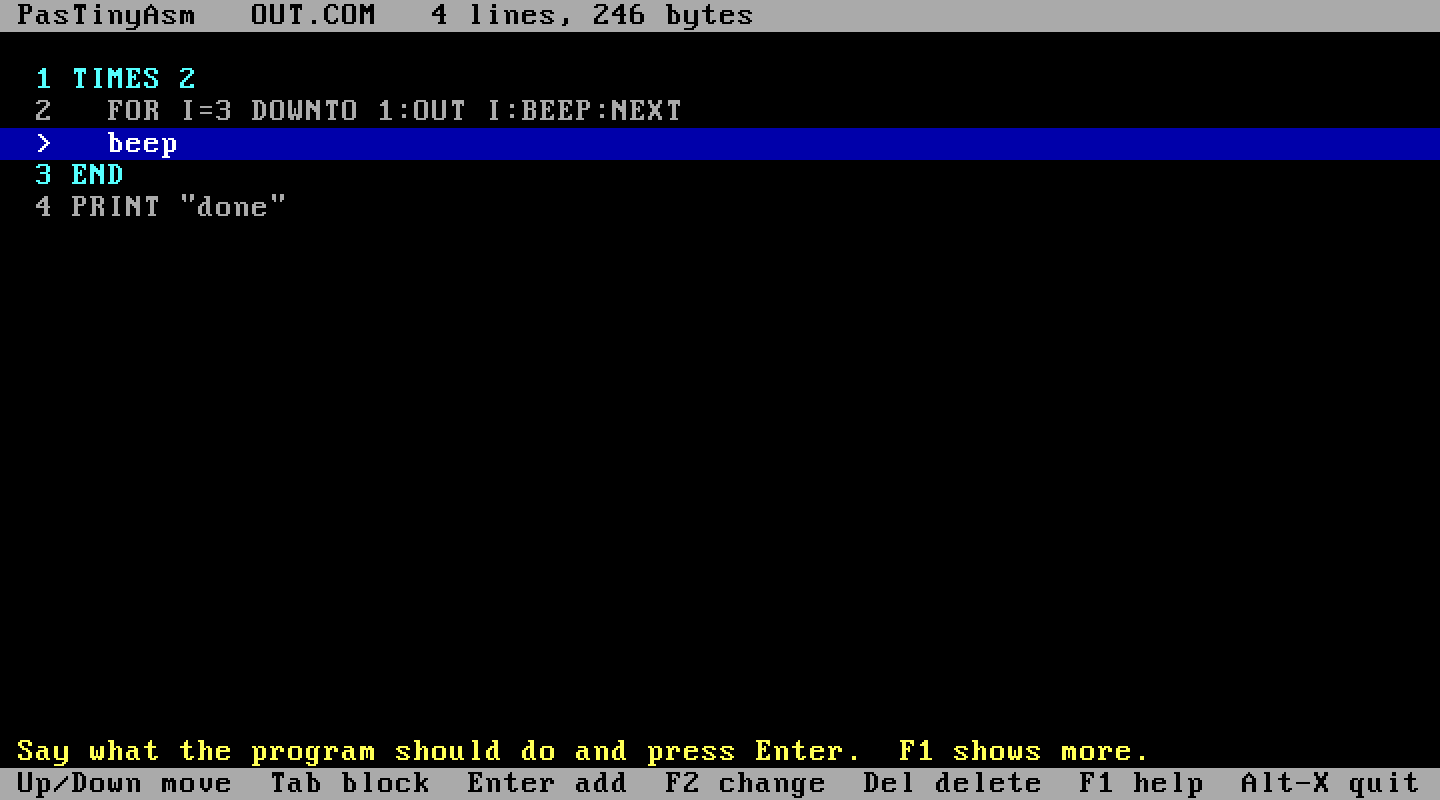 PasTinyAsm   OUT.COM   4 lines, 246 bytes
1 TIMES 2
2   FOR I=3 DOWNTO 1:OUT I:BEEP:NEXT
>   beep
3 END
4 PRINT "done"
Say what the program should do and press Enter.  F1 shows more.
Up/Down move  Tab block  Enter add  F2 change  Del delete  F1 help  Alt-X quit